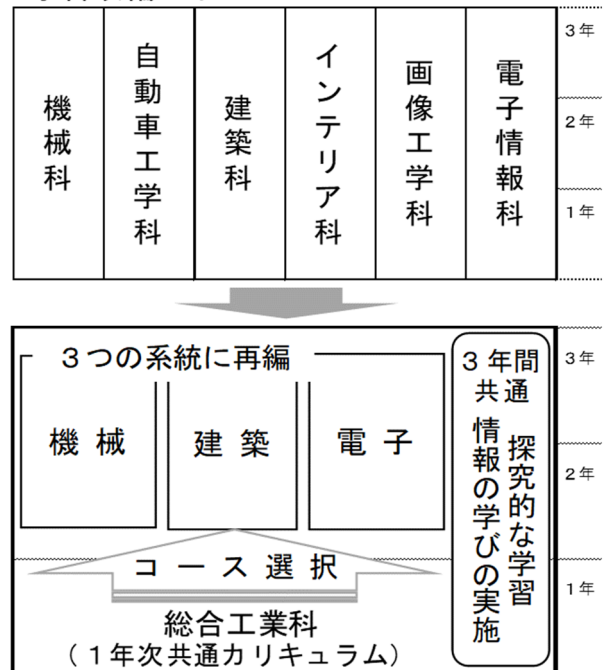 機械科
自動車工学科
建築科
インテリア科
画像工学科
電子情報科
3年
2年
1年
3つの系統に再編
機械
建築
電子
3年間
共通
探究的な学習
情報の学びの実施
3年
2年
1年
コース選択
総合工業科
(1年次共通カリキュラム)